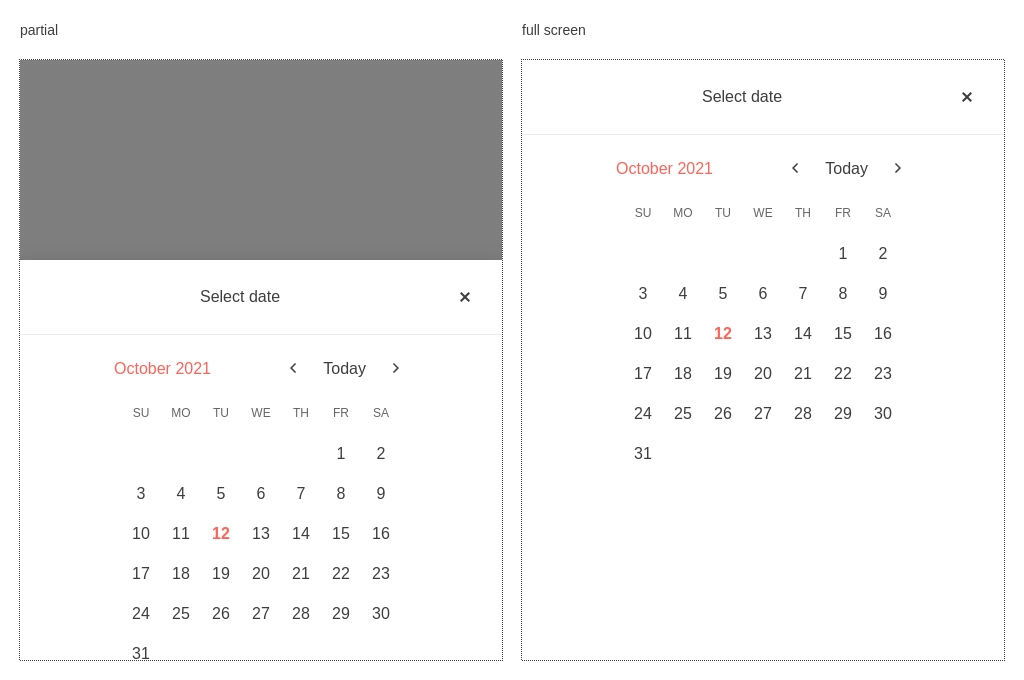 partial
Select date
October 2021 Today
SU MO TU WE TH FR SA
1 2
3 4 5 6 7 8 9
10 11 12 13 14 15 16
17 18 19 20 21 22 23
24 25 26 27 28 29 30
31
full screen
Select date
October 2021 Today
SU MO TU WE TH FR SA
1 2
3 4 5 6 7 8 9
10 11 12 13 14 15 16
17 18 19 20 21 22 23
24 25 26 27 28 29 30
31